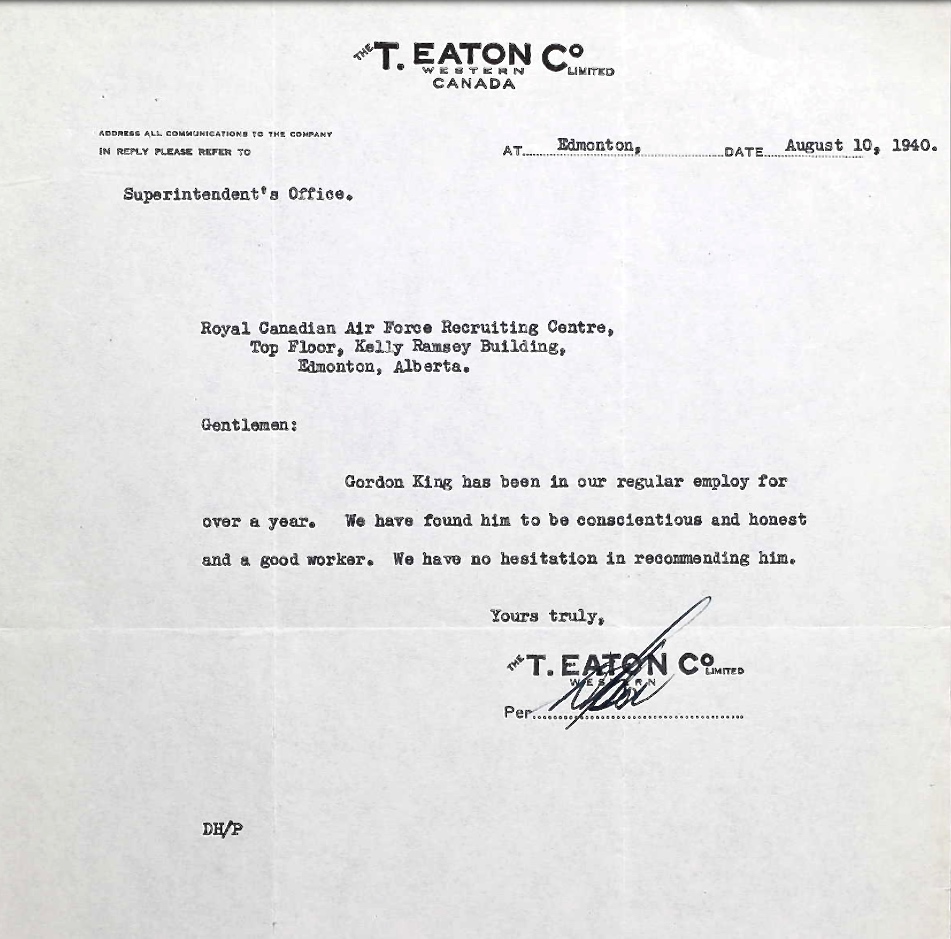 THE T. EATON Co LIMITED
WESTERN
CANADA
ADDRESS ALL COMMUNICATIONS TO THE COMPANY
IN REPLY PLEASE REFER TO
AT Edmonton, DATE August 10, 1940.
Superintendent's Office.
Royal Canadian Air Force Recruiting Centre,
Top Floor, Kelly Ramsey Building,
Edmonton, Alberta.
Gentlemen:
Gordon King has been in our regular employ for
over a year. We have found him to be conscientious and honest
and a good worker. We have no hesitation in recommending him.
Yours truly,
THE T. EATON Co LIMITED
WESTERN
Per
DH/P